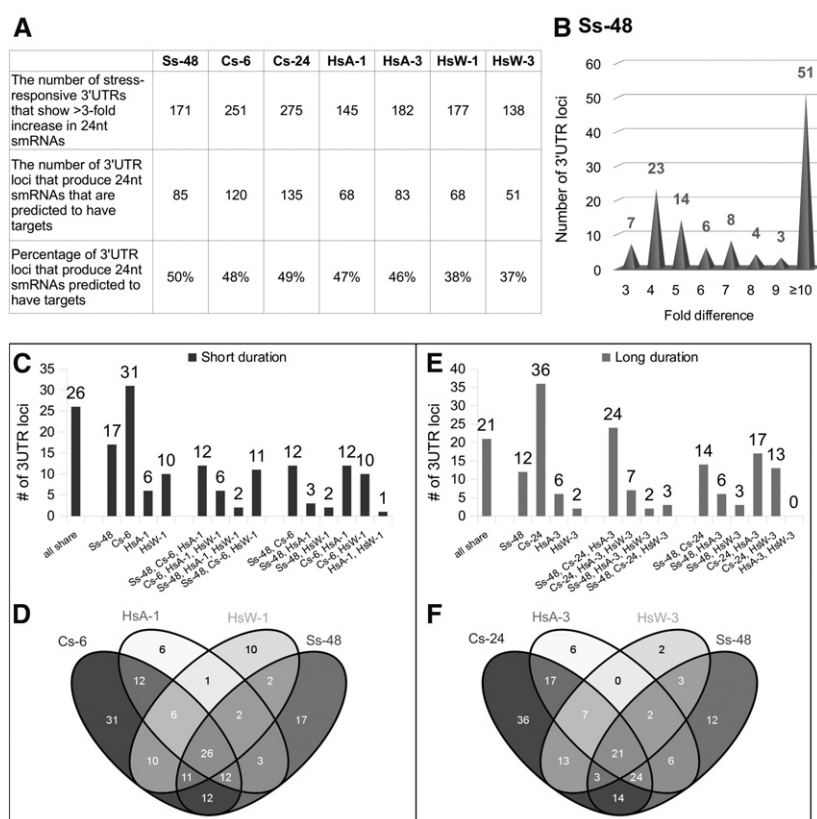 A
Ss-48 Cs-6 Cs-24 HsA-1 HsA-3 HsW-1 HsW-3
The number of stress-
responsive 3'UTRs
that show >3-fold
increase in 24nt
smRNAs
171 251 275 145 182 177 138
The number of 3'UTR
loci that produce 24nt
smRNAs that are
predicted to have
targets
85 120 135 68 83 68 51
Percentage of 3'UTR
loci that produce 24nt
smRNAs predicted to
have targets
50% 48% 49% 47% 46% 38% 37%
B Ss-48
Number of 3'UTR loci
60
50
40
30
20
10
0
7 23 14 6 8 4 3 51
3 4 5 6 7 8 9 ≥10
Fold difference
C
Short duration
# of 3UTR loci
35
30
25
20
15
10
5
0
26 17 31 6 10 12 6 2 11 12 3 2 12 10 1
all share
Ss-48
Cs-6
HsA-1
HsW-1
Ss-48, Cs-6, HsA-1
Cs-6, HsA-1, HsW-1
Ss-48, HsA-1, HsW-1
Ss-48, Cs-6, HsW-1
Ss-48, Cs-6
Ss-48, HsA-1
Ss-48, HsW-1
Cs-6, HsA-1
Cs-6, HsW-1
HsA-1, HsW-1
E
Long duration
# of 3UTR loci
40
35
30
25
20
15
10
5
0
21 12 36 6 2 24 7 2 3 14 6 3 17 13 0
all share
Ss-48
Cs-24
HsA-3
HsW-3
Ss-48, Cs-24, HsA-3
Cs-24, HsA-3, HsW-3
Ss-48, HsA-3, HsW-3
Ss-48, Cs-24, HsW-3
Ss-48, Cs-24
Ss-48, HsA-3
Ss-48, HsW-3
Cs-24, HsA-3
Cs-24, HsW-3
HsA-3, HsW-3
D
HsA-1 HsW-1
Cs-6 Ss-48
6 10
12 1 2
31 6 2 17
26
10 3
11 12
12
F
HsA-3 HsW-3
Cs-24 Ss-48
6 2
17 0 3
36 7 2 12
21
13 6
3 24
14